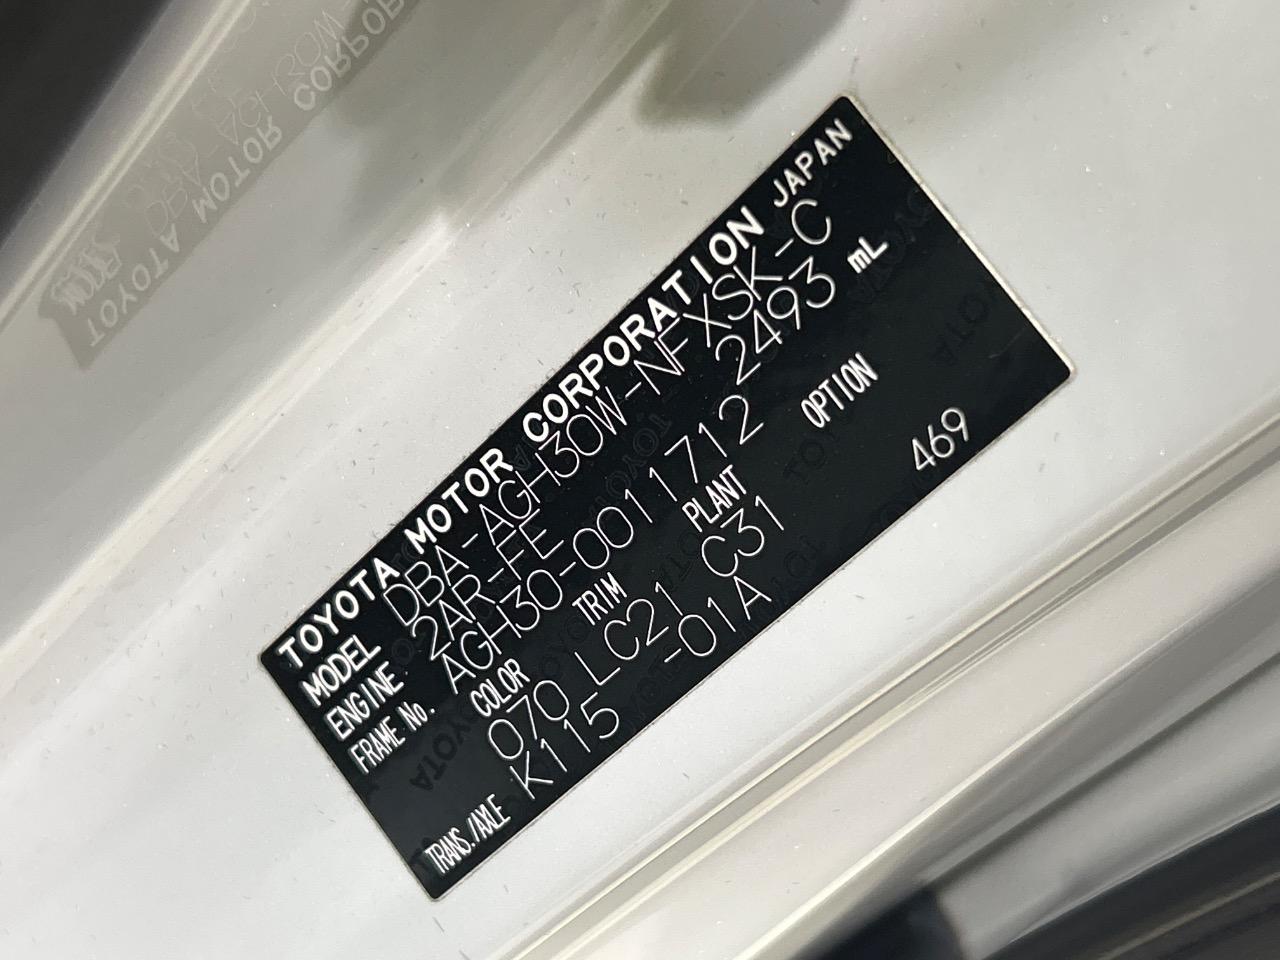 TOYOTA MOTOR CORPORATION JAPAN
MODEL DBA-AGH30W-NFXSK-C
ENGINE 2AR-FE 2493 mL
FRAME No. AGH30-0011712
COLOR TRIM PLANT OPTION
070 LC21 C31 469
TRANS./AXLE K115 -01A